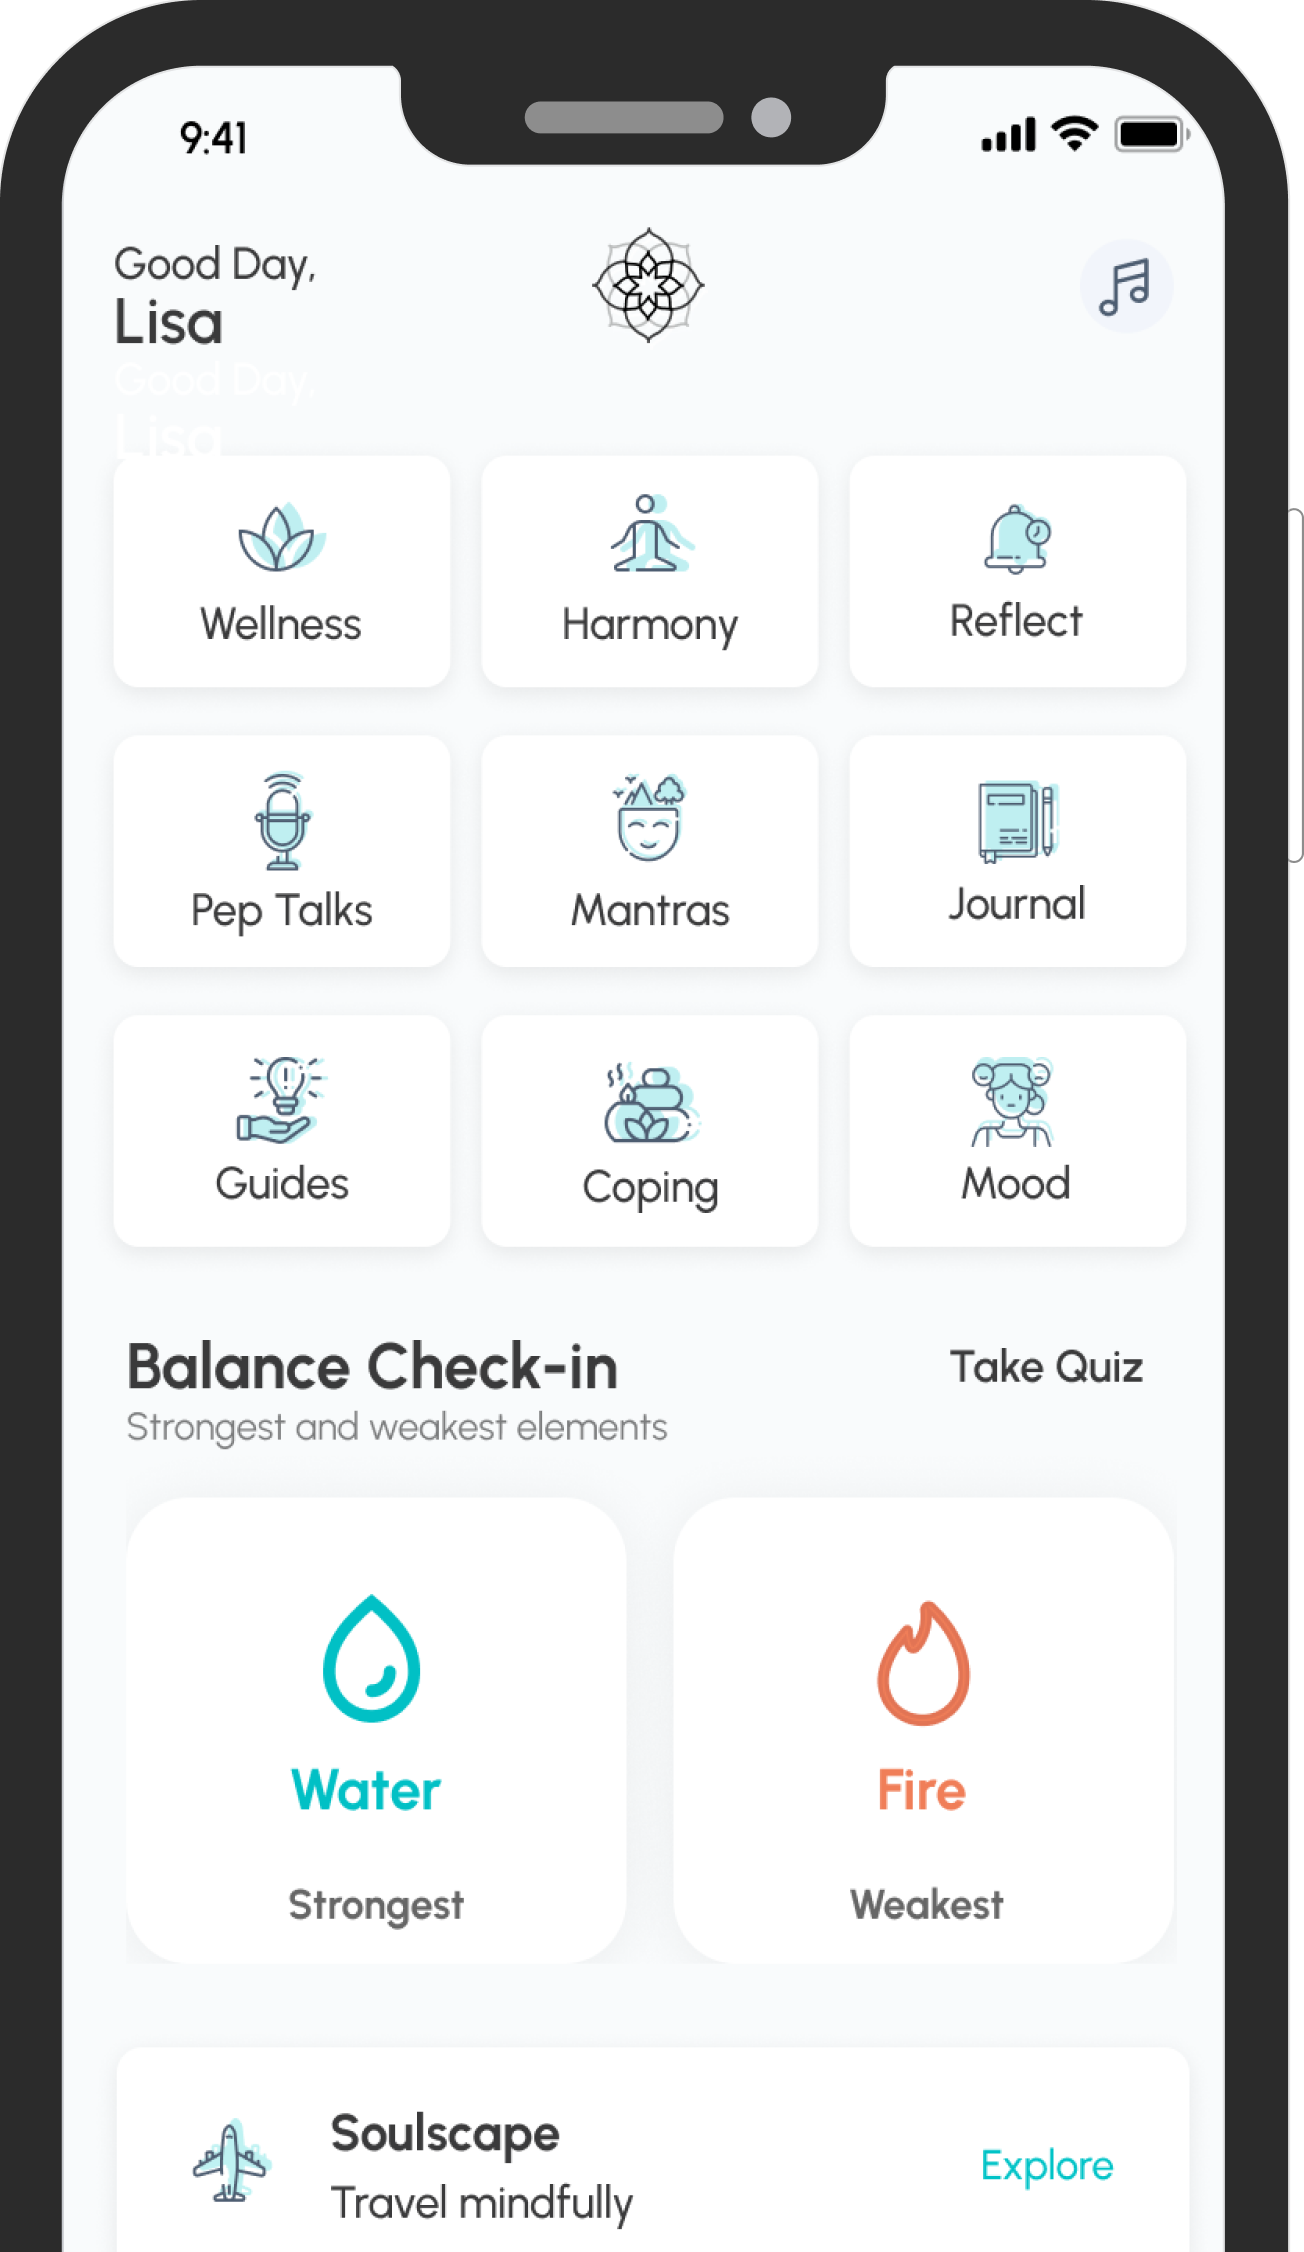 9:41
Good Day,
Lisa
Good Day,
Lisa
Wellness
Harmony
Reflect
Pep Talks
Mantras
Journal
Guides
Coping
Mood
Balance Check-in
Take Quiz
Strongest and weakest elements
Water
Fire
Strongest
Weakest
Soulscape
Explore
Travel mindfully